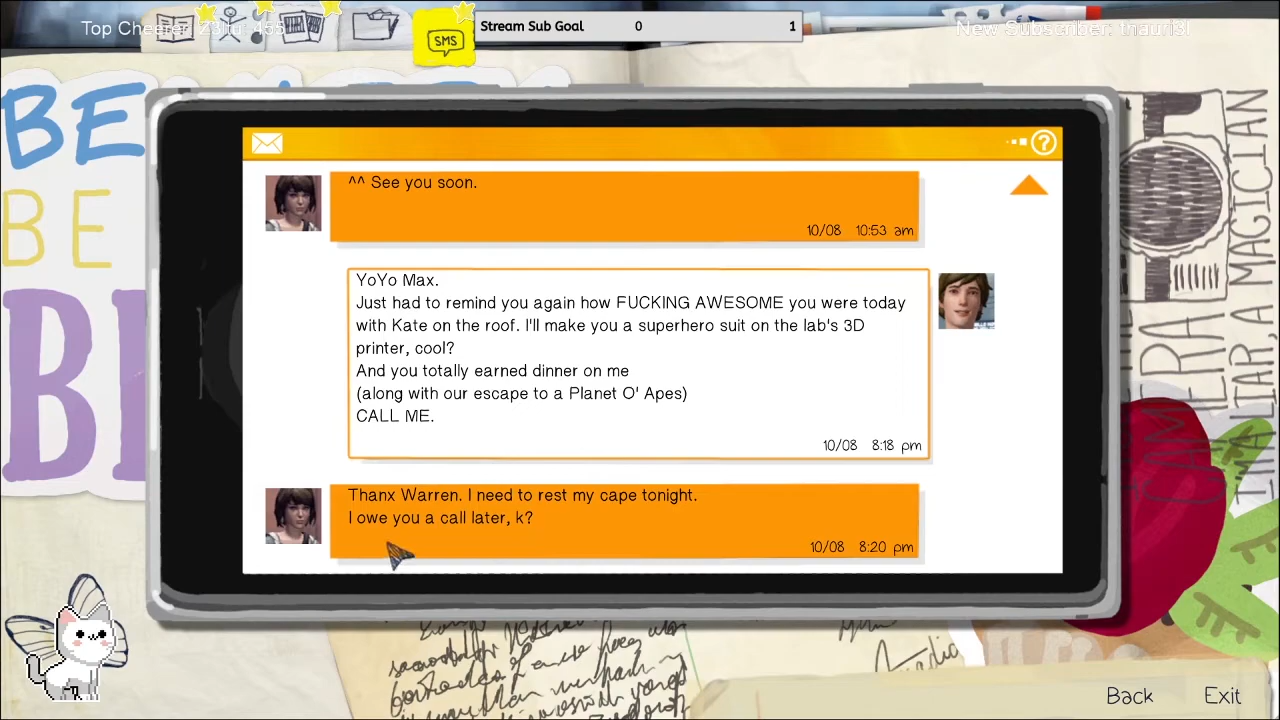 Top Cheerer
SMS
Stream Sub Goal 0 1
New Subscriber:
BE
BE
^^ See you soon.
10/08 10:53 am
YoYo Max.
Just had to remind you again how FUCKING AWESOME you were today
with Kate on the roof. I'll make you a superhero suit on the lab's 3D
printer, cool?
And you totally earned dinner on me
(along with our escape to a Planet O' Apes)
CALL ME.
10/08 8:18 pm
Thanx Warren. I need to rest my cape tonight.
I owe you a call later, k?
10/08 8:20 pm
Back Exit